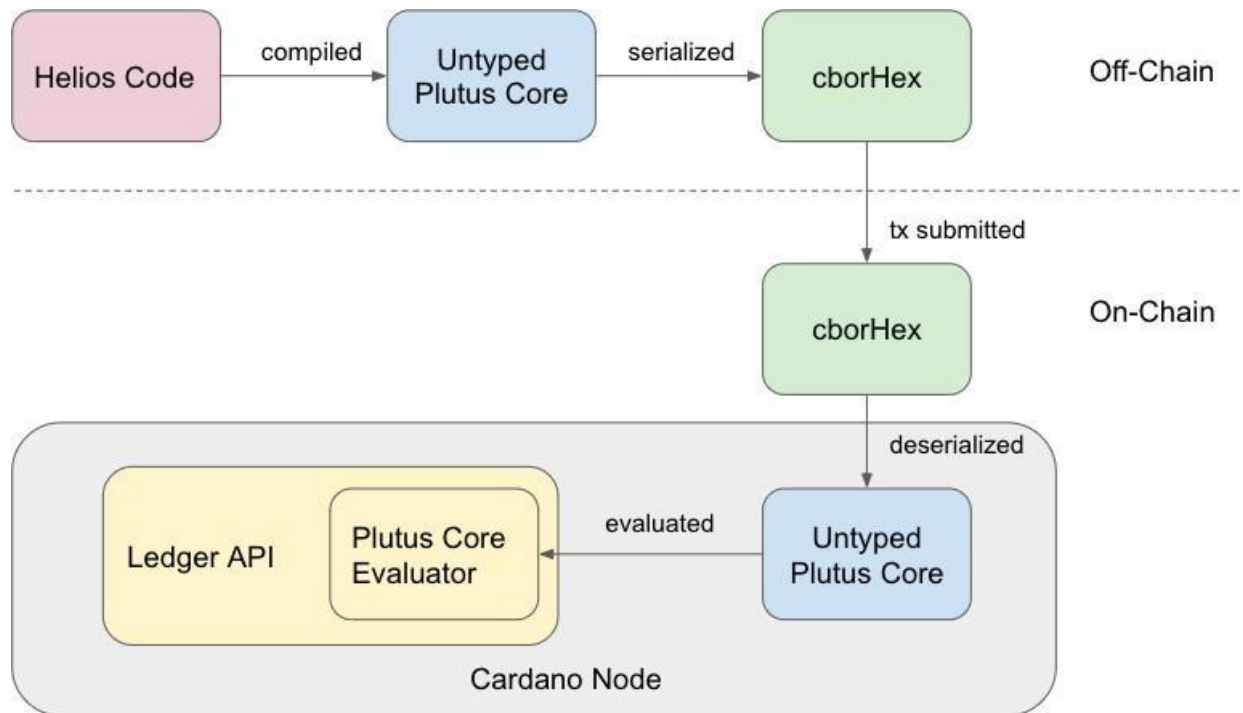 Helios Code
compiled
Untyped
Plutus Core
serialized
cborHex
Off-Chain
tx submitted
cborHex
On-Chain
deserialized
Untyped
Plutus Core
evaluated
Plutus Core
Evaluator
Ledger API
Cardano Node